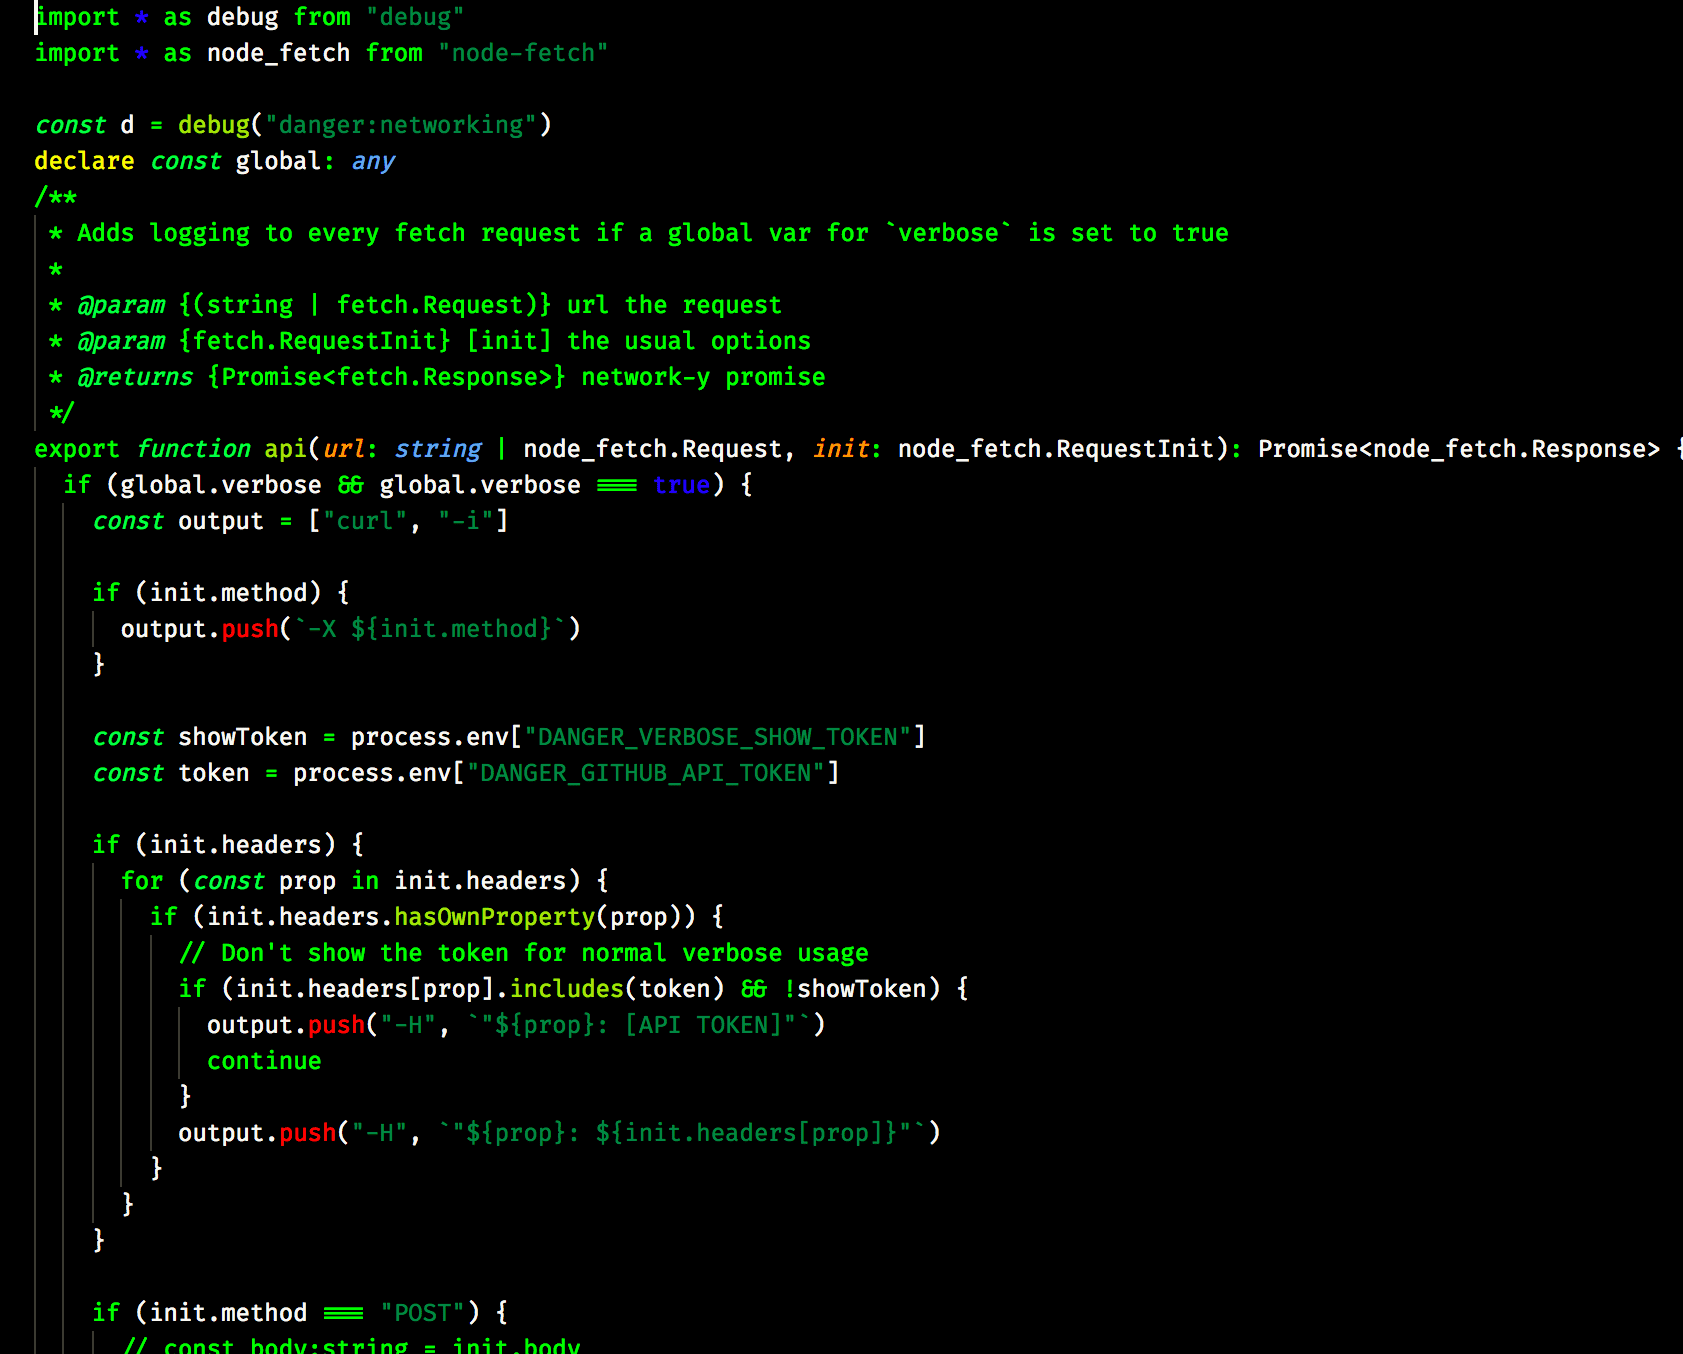 import * as debug from "debug"
import * as node_fetch from "node-fetch"

const d = debug("danger:networking")
declare const global: any
/**
 * Adds logging to every fetch request if a global var for `verbose` is set to true
 *
 * @param {(string | fetch.Request)} url the request
 * @param {fetch.RequestInit} [init] the usual options
 * @returns {Promise<fetch.Response>} network-y promise
 */
export function api(url: string | node_fetch.Request, init: node_fetch.RequestInit): Promise<node_fetch.Response> {
  if (global.verbose && global.verbose === true) {
    const output = ["curl", "-i"]

    if (init.method) {
      output.push(`-X ${init.method}`)
    }

    const showToken = process.env["DANGER_VERBOSE_SHOW_TOKEN"]
    const token = process.env["DANGER_GITHUB_API_TOKEN"]

    if (init.headers) {
      for (const prop in init.headers) {
        if (init.headers.hasOwnProperty(prop)) {
          // Don't show the token for normal verbose usage
          if (init.headers[prop].includes(token) && !showToken) {
            output.push("-H", `"${prop}: [API TOKEN]"`)
            continue
          }
          output.push("-H", `"${prop}: ${init.headers[prop]}"`)
        }
      }
    }

    if (init.method === "POST") {
      // const body:string = init.body